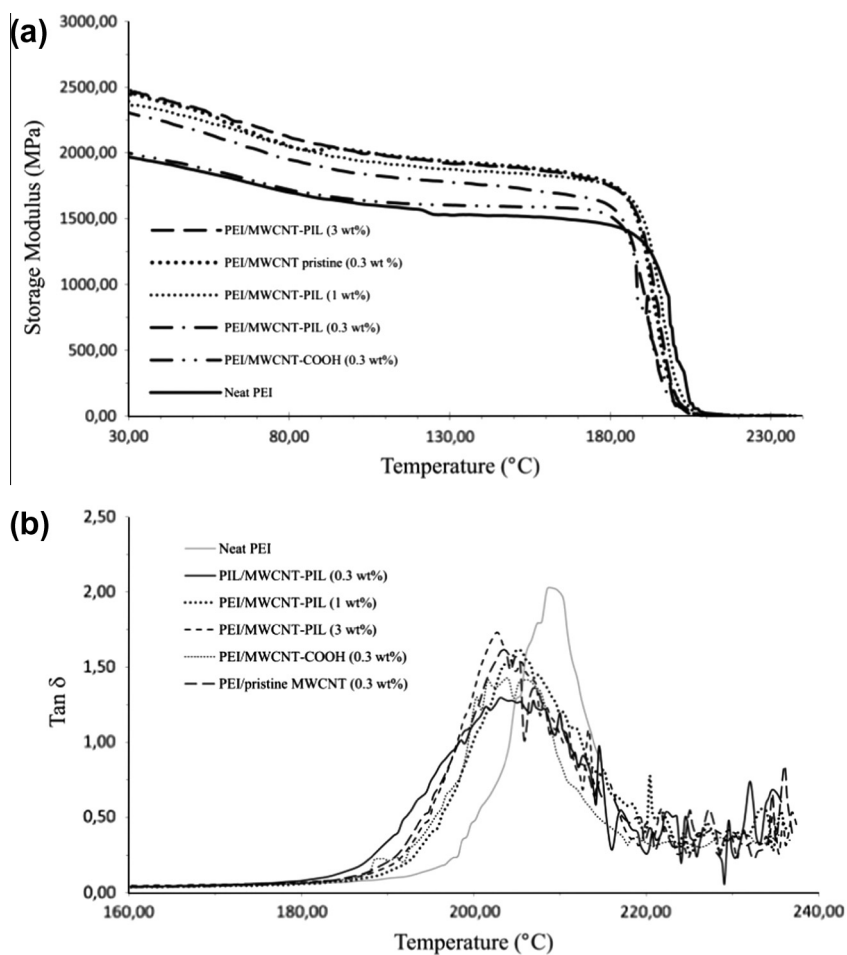 (a)
3000,00
2500,00
2000,00
1500,00
1000,00
500,00
0,00
Storage Modulus (MPa)
PEI/MWCNT-PIL (3 wt%)
PEI/MWCNT pristine (0.3 wt %)
PEI/MWCNT-PIL (1 wt%)
PEI/MWCNT-PIL (0.3 wt%)
PEI/MWCNT-COOH (0.3 wt%)
Neat PEI
30,00 80,00 130,00 180,00 230,00
Temperature (°C)
(b)
2,50
2,00
1,50
1,00
0,50
0,00
Tan δ
Neat PEI
PIL/MWCNT-PIL (0.3 wt%)
PEI/MWCNT-PIL (1 wt%)
PEI/MWCNT-PIL (3 wt%)
PEI/MWCNT-COOH (0.3 wt%)
PEI/pristine MWCNT (0.3 wt%)
160,00 180,00 200,00 220,00 240,00
Temperature (°C)